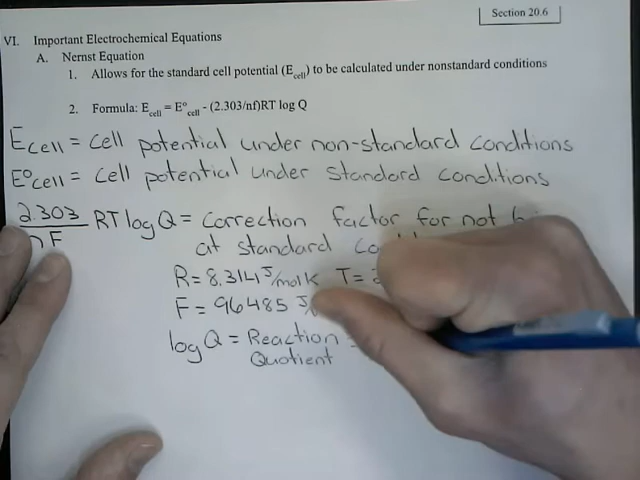 Section 20.6
VI. Important Electrochemical Equations
A. Nernst Equation
1. Allows for the standard cell potential (Ecell) to be calculated under nonstandard conditions
2. Formula: Ecell = E°cell - (2.303/nf)RT log Q
Ecell = cell potential under non-standard conditions
E°cell = cell potential under standard conditions
2.303/nF RT log Q = correction factor for not
at standard
R = 8.314 J/mol K T =
F = 96485 J/
log Q = Reaction =
Quotient